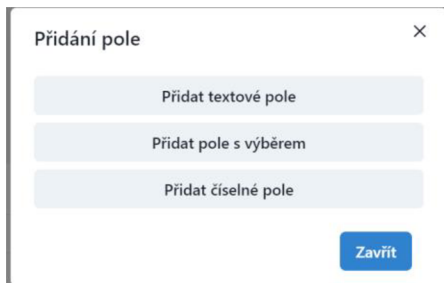 Přidání pole
Přidat textové pole
Přidat pole s výběrem
Přidat číselné pole
Zavřít